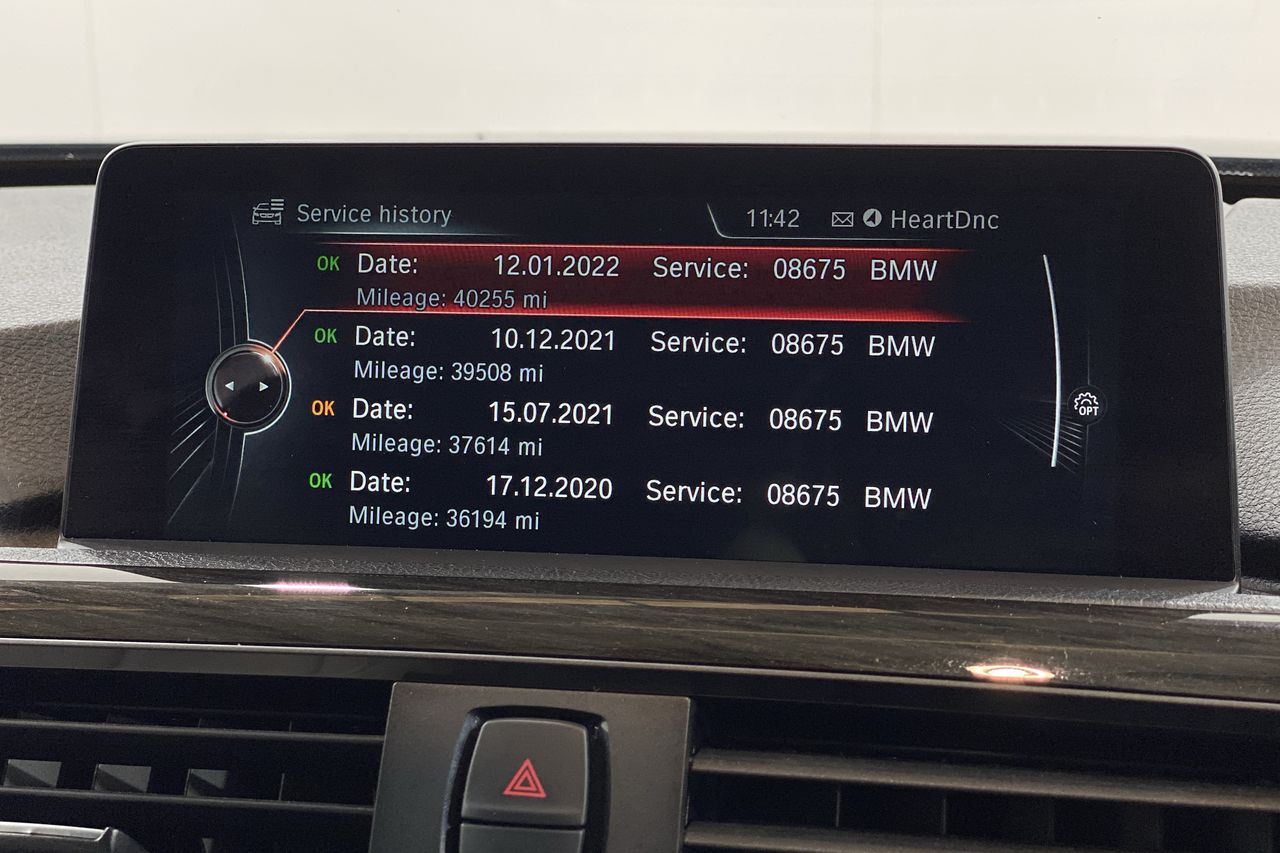 Service history 11:42 HeartDnc
OK Date: 12.01.2022 Service: 08675 BMW
Mileage: 40255 mi
OK Date: 10.12.2021 Service: 08675 BMW
Mileage: 39508 mi
OK Date: 15.07.2021 Service: 08675 BMW
Mileage: 37614 mi
OPT
OK Date: 17.12.2020 Service: 08675 BMW
Mileage: 36194 mi